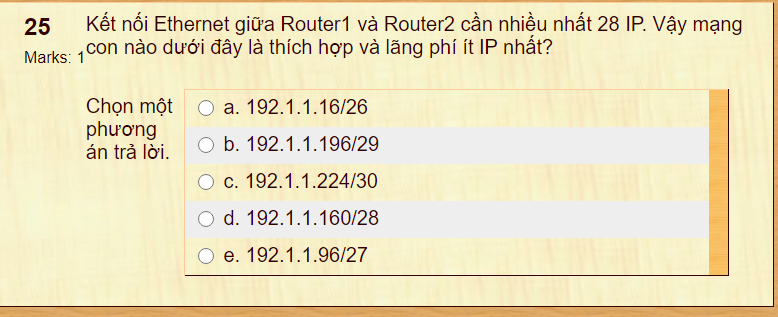 25
Marks: 1
Kết nối Ethernet giữa Router1 và Router2 cần nhiều nhất 28 IP. Vậy mạng
con nào dưới đây là thích hợp và lãng phí ít IP nhất?
Chọn một
phương
án trả lời.
a. 192.1.1.16/26
b. 192.1.1.196/29
c. 192.1.1.224/30
d. 192.1.1.160/28
e. 192.1.1.96/27